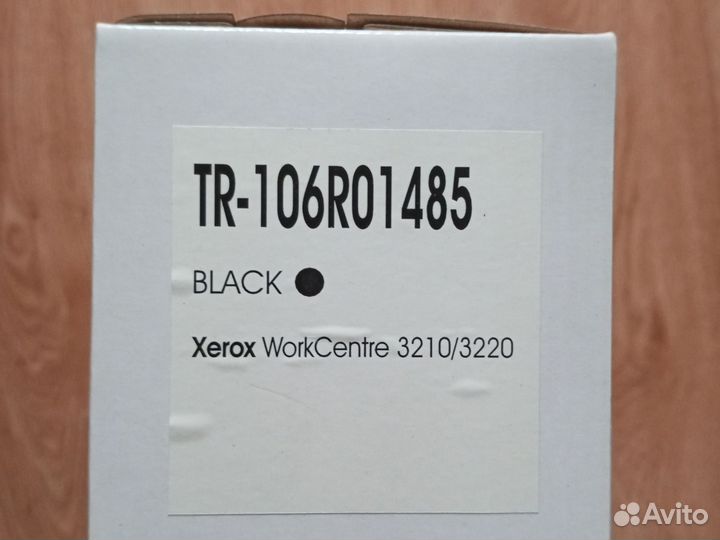 TR-106R01485
BLACK
Xerox WorkCentre 3210/3220
Avito